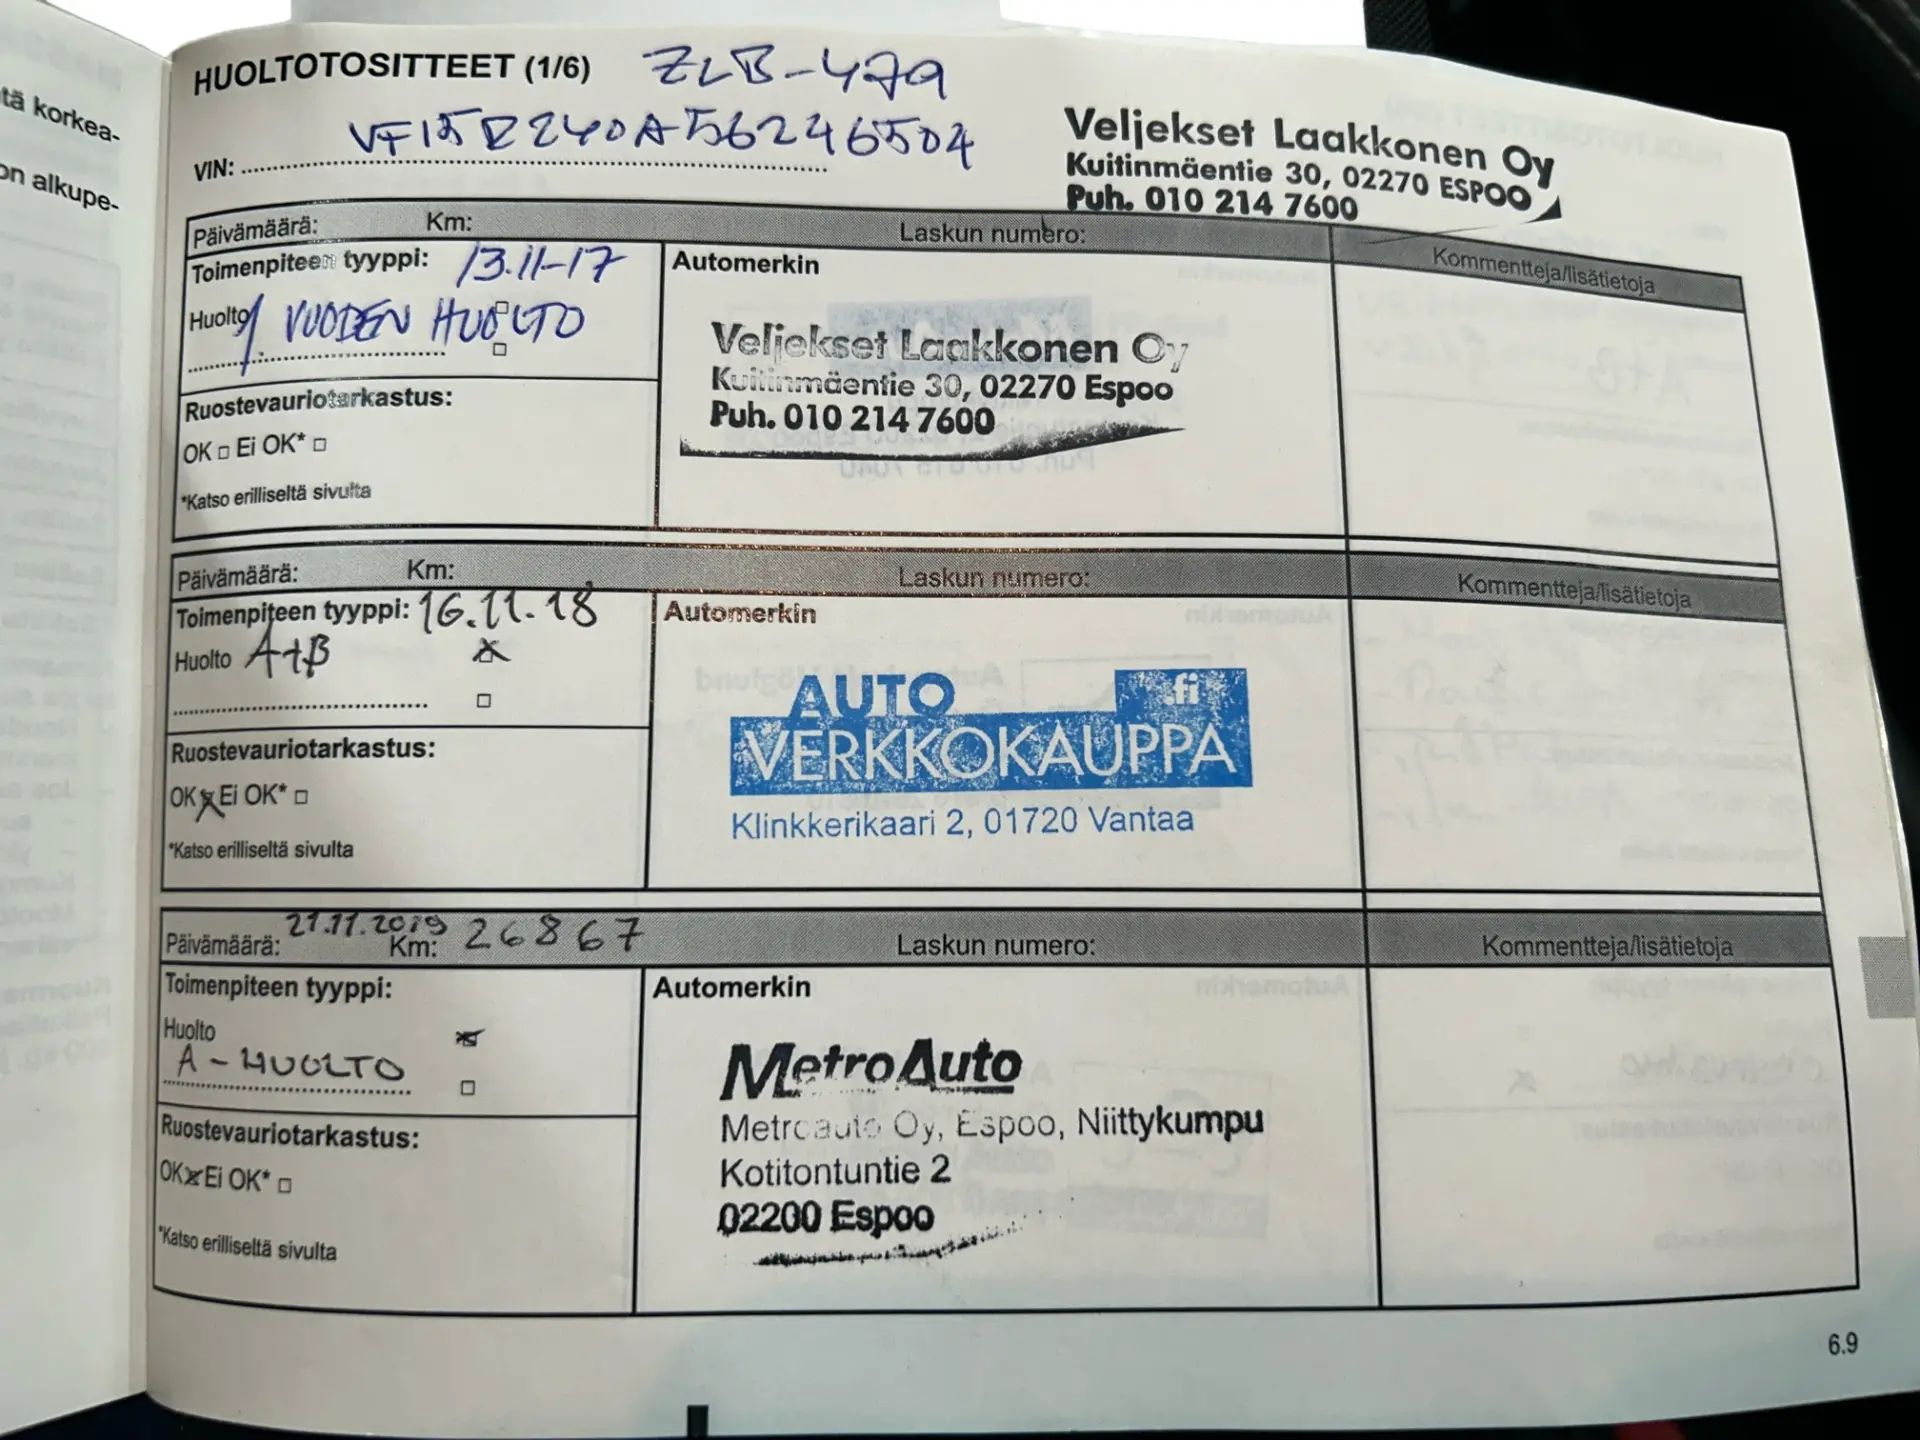 tä korkea-
on alkupe-
HUOLTOTOSITTEET (1/6) ZLB-479
VIN: VF15R240A56246504
Veljekset Laakkonen Oy
Kuitinmäentie 30, 02270 ESPOO
Puh. 010 214 7600
Päivämäärä: Km: Laskun numero: Kommentteja/lisätietoja
Toimenpiteen tyyppi: 13.11-17
Huolto 1 VUODEN HUOLTO
Ruostevauriotarkastus:
OK □ Ei OK* □
*Katso erilliseltä sivulta
Automerkin
Veljekset Laakkonen Oy
Kuitinmäentie 30, 02270 Espoo
Puh. 010 214 7600
Päivämäärä: Km: Laskun numero: Kommentteja/lisätietoja
Toimenpiteen tyyppi: 16.11.18
Huolto A+B x
□
Ruostevauriotarkastus:
OK x Ei OK* □
*Katso erilliseltä sivulta
Automerkin
AUTO .fi
VERKKOKAUPPA
Klinkkerikaari 2, 01720 Vantaa
Päivämäärä: 21.11.2019 Km: 26867 Laskun numero: Kommentteja/lisätietoja
Toimenpiteen tyyppi:
Huolto x
A-HUOLTO □
Ruostevauriotarkastus:
OK x Ei OK* □
*Katso erilliseltä sivulta
Automerkin
MetroAuto
Metroauto Oy, Espoo, Niittykumpu
Kotitontuntie 2
02200 Espoo
6.9